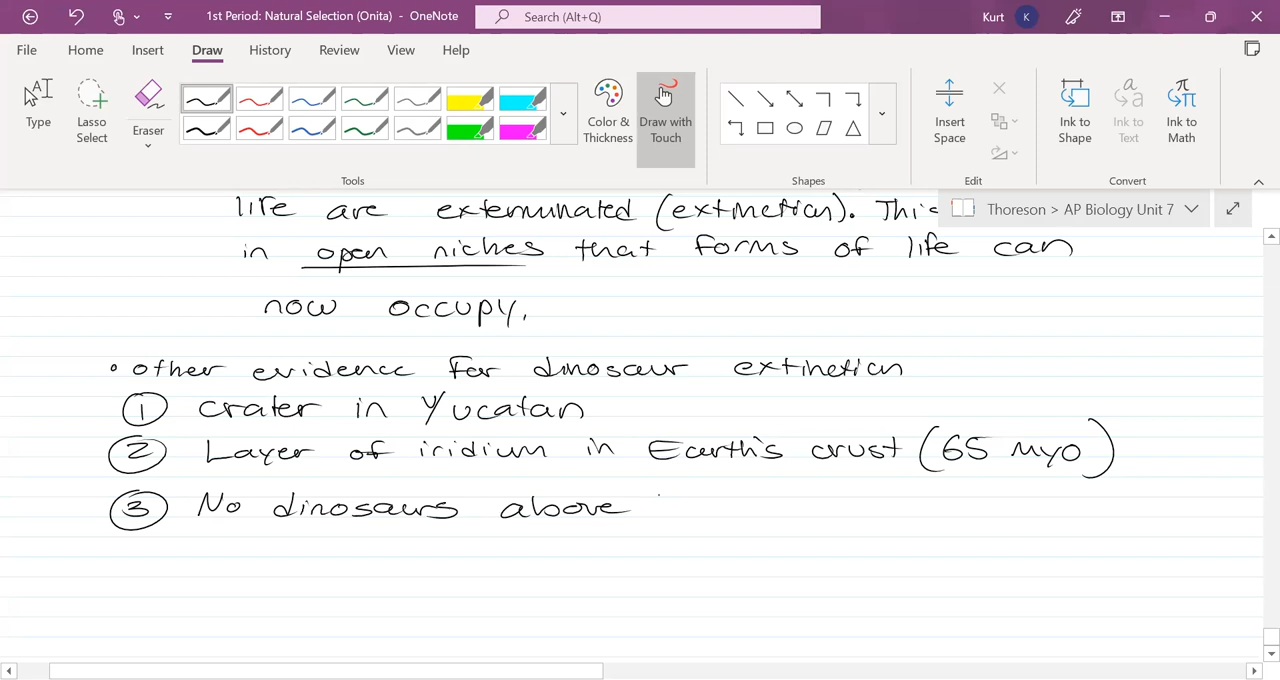 1st Period: Natural Selection (Onita) - OneNote
Search (Alt+Q)
Kurt
K
File Home Insert Draw History Review View Help
Type
Lasso Select
Eraser
Color & Thickness
Draw with Touch
Insert Space
Ink to Shape
Ink to Text
Ink to Math
Tools
Shapes
Edit
Convert
Thoreson > AP Biology Unit 7
life are exterminated (extinction). This
in open niches that forms of life can
now occupy.
• other evidence for dinosaur extinction
① crater in Yucatan
② Layer of iridium in Earth's crust (65 myo)
③ No dinosaurs above